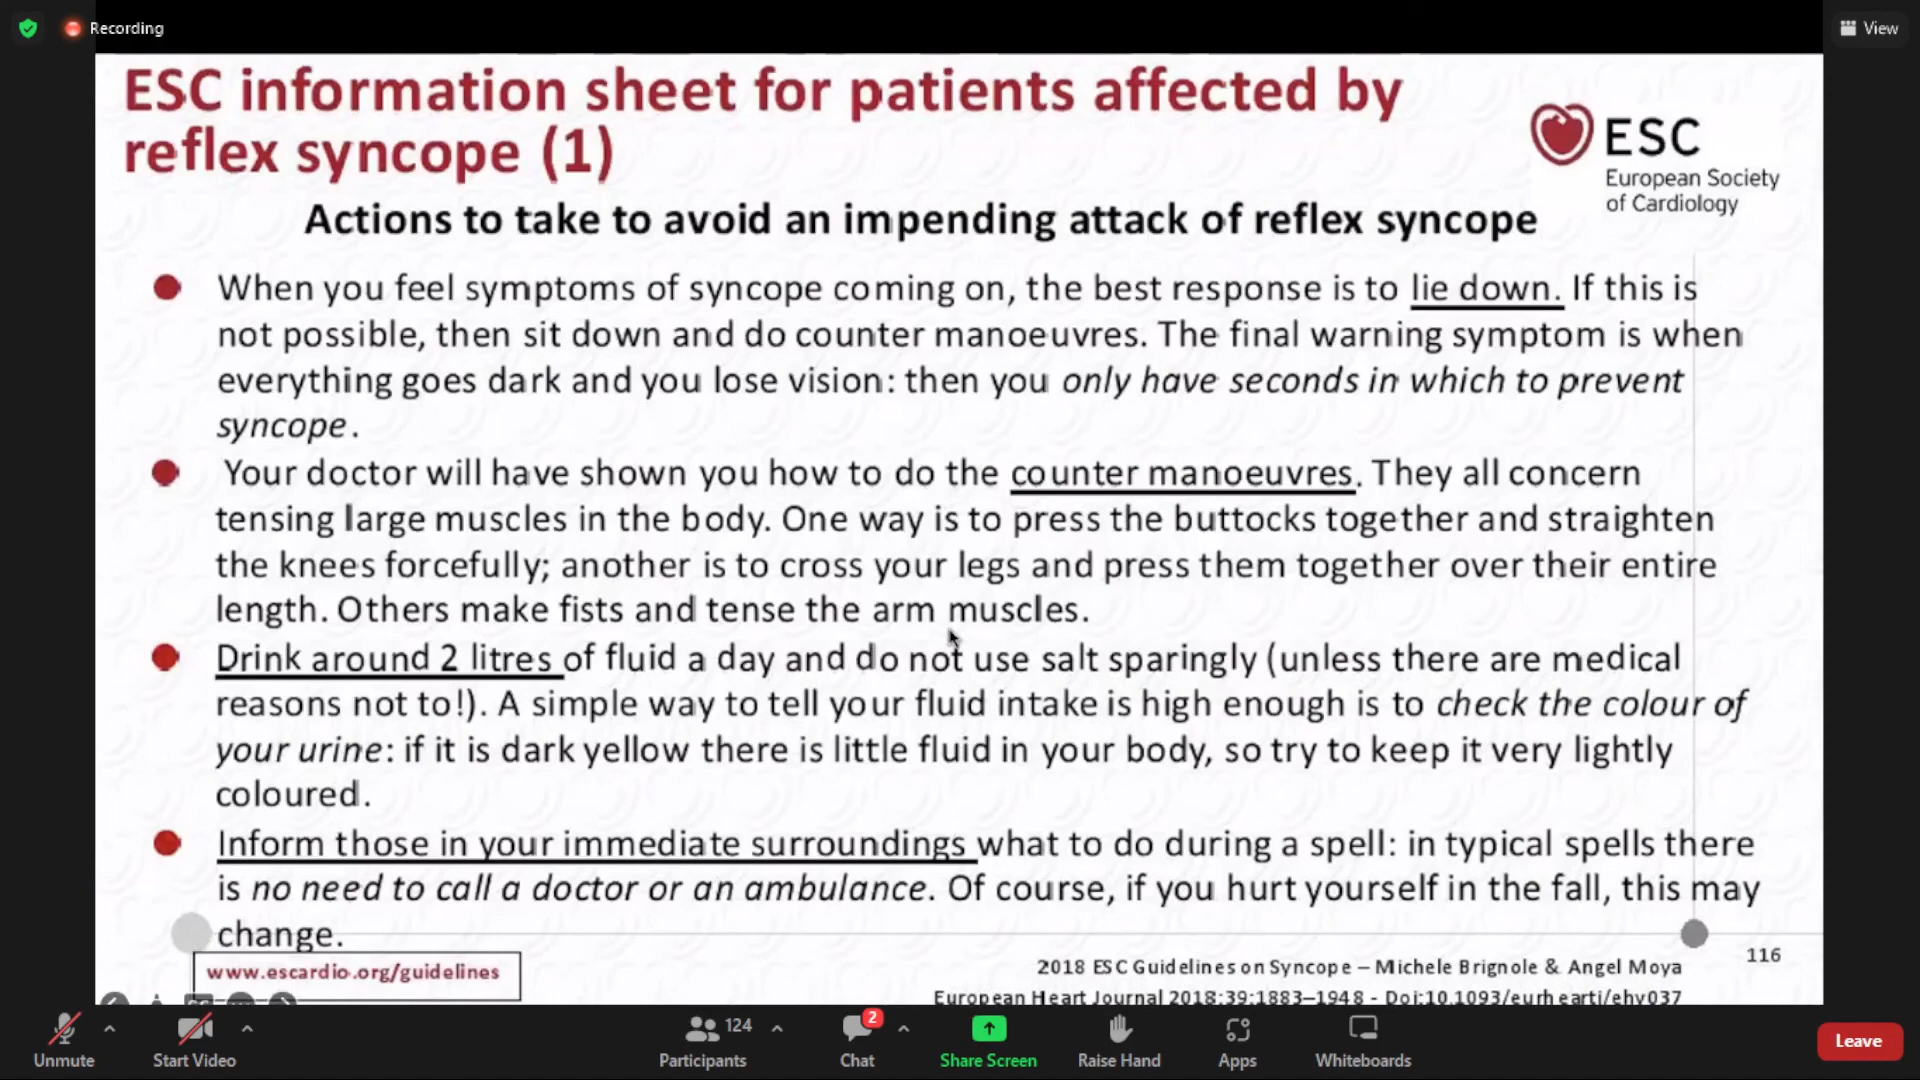 Recording
View
ESC information sheet for patients affected by
reflex syncope (1)
ESC
European Society
of Cardiology
Actions to take to avoid an impending attack of reflex syncope
When you feel symptoms of syncope coming on, the best response is to lie down. If this is
not possible, then sit down and do counter manoeuvres. The final warning symptom is when
everything goes dark and you lose vision: then you only have seconds in which to prevent
syncope.
Your doctor will have shown you how to do the counter manoeuvres. They all concern
tensing large muscles in the body. One way is to press the buttocks together and straighten
the knees forcefully; another is to cross your legs and press them together over their entire
length. Others make fists and tense the arm muscles.
Drink around 2 litres of fluid a day and do not use salt sparingly (unless there are medical
reasons not to!). A simple way to tell your fluid intake is high enough is to check the colour of
your urine: if it is dark yellow there is little fluid in your body, so try to keep it very lightly
coloured.
Inform those in your immediate surroundings what to do during a spell: in typical spells there
is no need to call a doctor or an ambulance. Of course, if you hurt yourself in the fall, this may
change.
www.escardio.org/guidelines
116
2018 ESC Guidelines on Syncope – Michele Brignole & Angel Moya
European Heart Journal 2018;39:1883–1948 - Doi:10.1093/eurheartj/ehy037
Unmute
Start Video
124
Participants
2
Chat
Share Screen
Raise Hand
Apps
Whiteboards
Leave